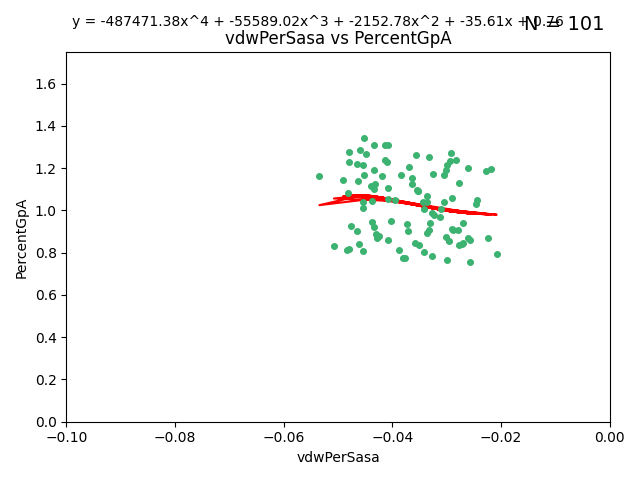 y = -487471.38x^4 + -55589.02x^3 + -2152.78x^2 + -35.61x + 0.76
N = 101
vdwPerSasa vs PercentGpA
1.6
1.4
1.2
1.0
0.8
0.6
0.4
0.2
0.0
PercentGpA
−0.10 −0.08 −0.06 −0.04 −0.02 0.00
vdwPerSasa